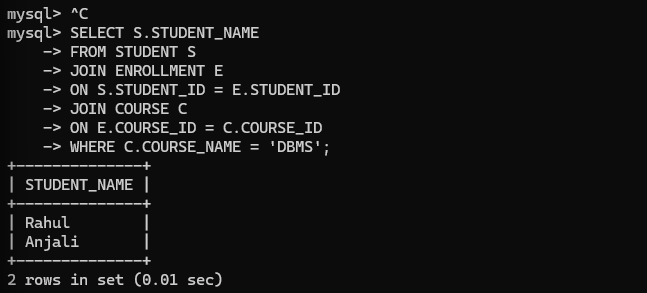 mysql> ^C
mysql> SELECT S.STUDENT_NAME
    -> FROM STUDENT S
    -> JOIN ENROLLMENT E
    -> ON S.STUDENT_ID = E.STUDENT_ID
    -> JOIN COURSE C
    -> ON E.COURSE_ID = C.COURSE_ID
    -> WHERE C.COURSE_NAME = 'DBMS';
+--------------+
| STUDENT_NAME |
+--------------+
| Rahul        |
| Anjali       |
+--------------+
2 rows in set (0.01 sec)